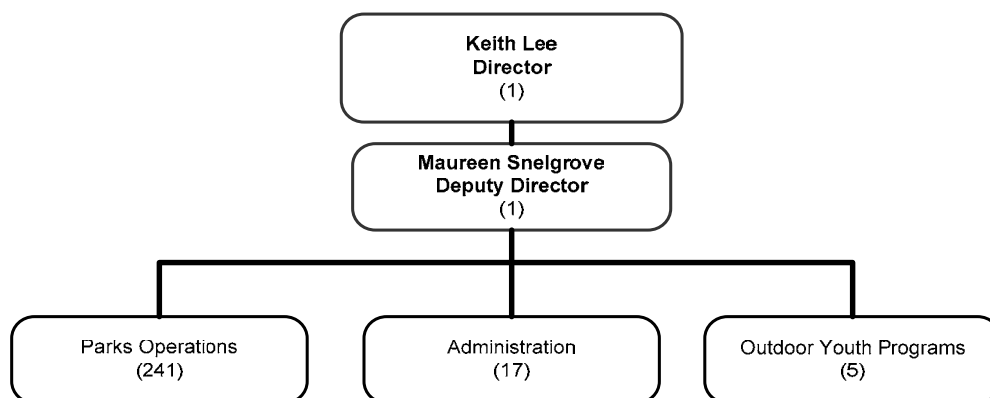 Keith Lee
Director
(1)
Maureen Snelgrove
Deputy Director
(1)
Parks Operations
(241)
Administration
(17)
Outdoor Youth Programs
(5)